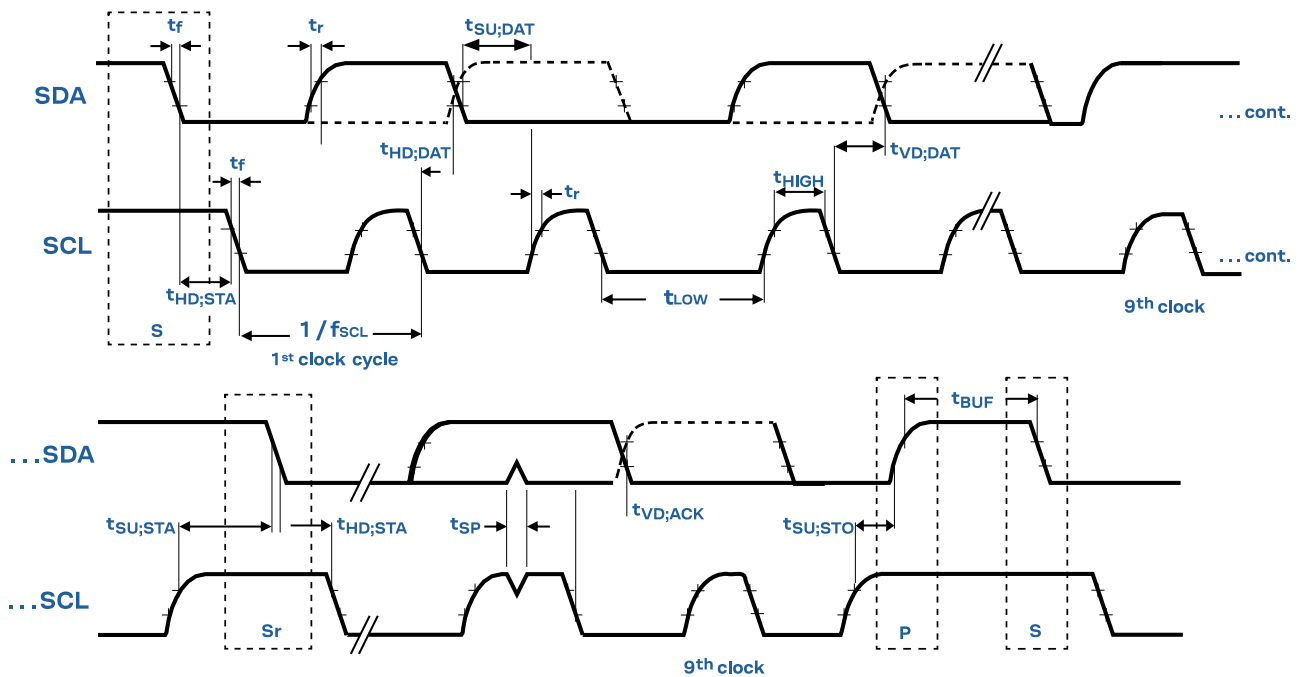 tf
tr
tSU;DAT
SDA
...cont.
tHD;DAT
tVD;DAT
tf
tr
tHIGH
SCL
...cont.
tHD;STA
tLOW
9th clock
S
1/fSCL
1st clock cycle
tBUF
...SDA
tSU;STA
tHD;STA
tSP
tVD;ACK
tSU;STO
...SCL
Sr
P
S
9th clock